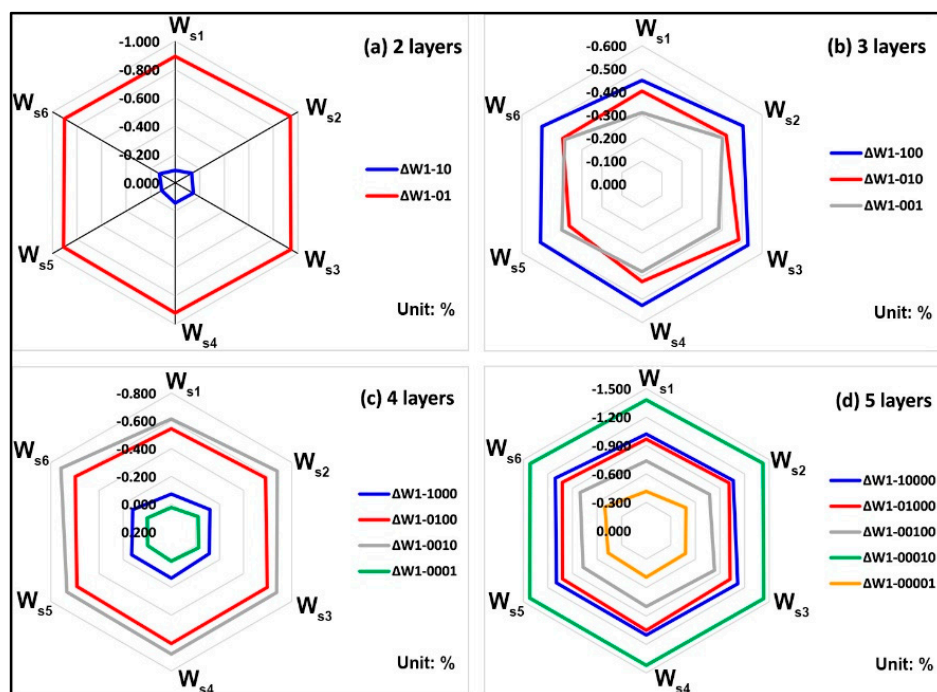 (a) 2 layers
Ws1
Ws2
Ws3
Ws4
Ws5
Ws6
-1.000
-0.800
-0.600
-0.400
-0.200
0.000
ΔW1-10
ΔW1-01
Unit: %
(b) 3 layers
Ws1
Ws2
Ws3
Ws4
Ws5
Ws6
-0.600
-0.500
-0.400
-0.300
-0.200
-0.100
0.000
ΔW1-100
ΔW1-010
ΔW1-001
Unit: %
(c) 4 layers
Ws1
Ws2
Ws3
Ws4
Ws5
Ws6
-0.800
-0.600
-0.400
-0.200
0.000
0.200
ΔW1-1000
ΔW1-0100
ΔW1-0010
ΔW1-0001
Unit: %
(d) 5 layers
Ws1
Ws2
Ws3
Ws4
Ws5
Ws6
-1.500
-1.200
-0.900
-0.600
-0.300
0.000
ΔW1-10000
ΔW1-01000
ΔW1-00100
ΔW1-00010
ΔW1-00001
Unit: %